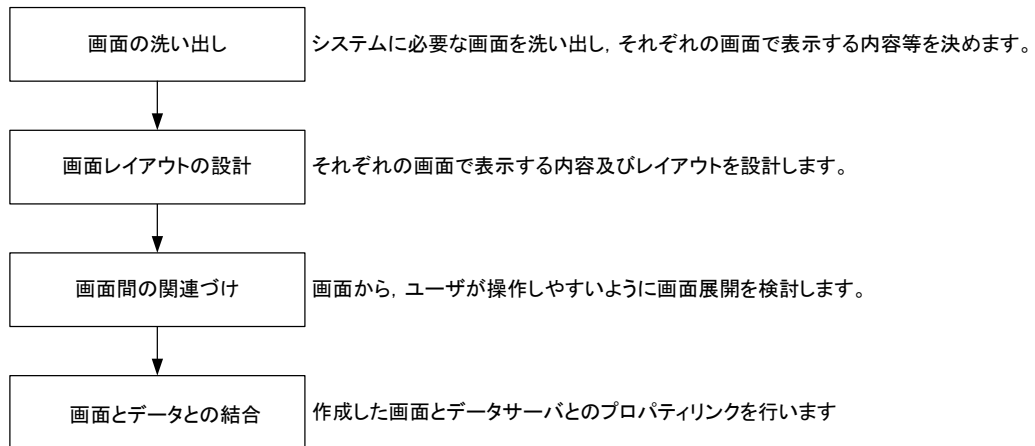 画面の洗い出し
システムに必要な画面を洗い出し,それぞれの画面で表示する内容等を決めます。
画面レイアウトの設計
それぞれの画面で表示する内容及びレイアウトを設計します。
画面間の関連づけ
画面から,ユーザが操作しやすいように画面展開を検討します。
画面とデータとの結合
作成した画面とデータサーバとのプロパティリンクを行います